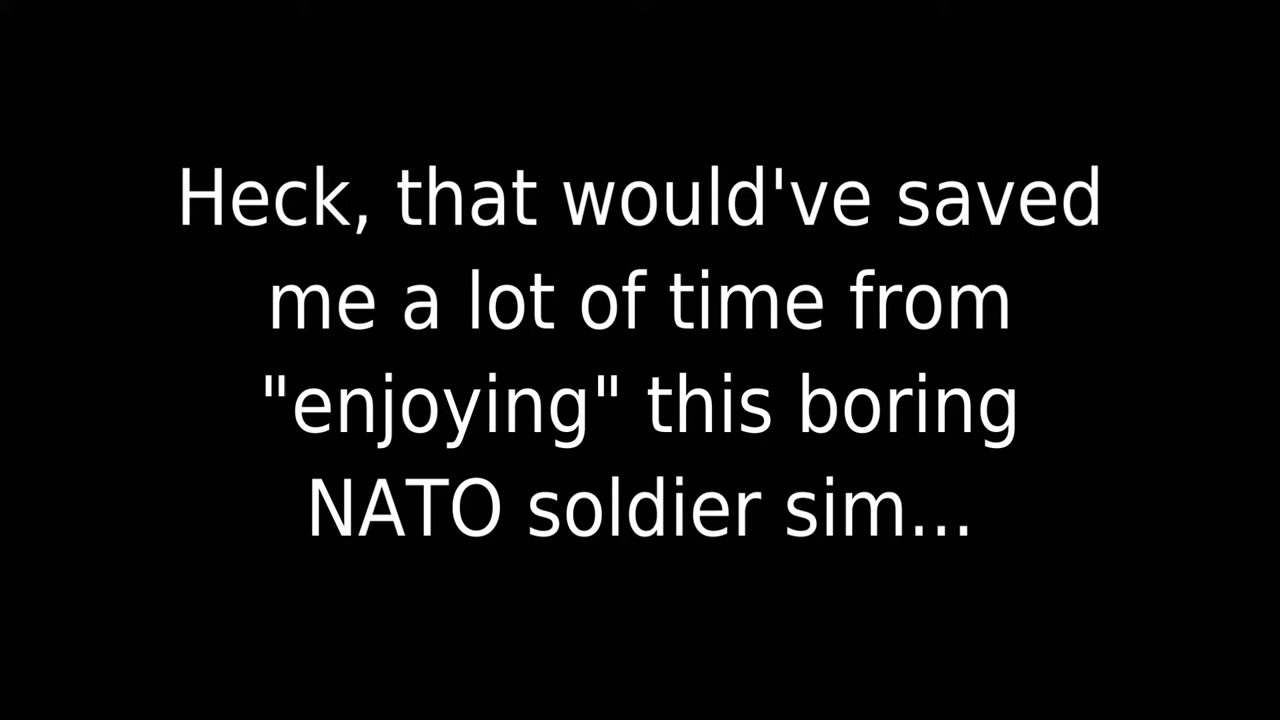 Heck, that would've saved
me a lot of time from
"enjoying" this boring
NATO soldier sim...